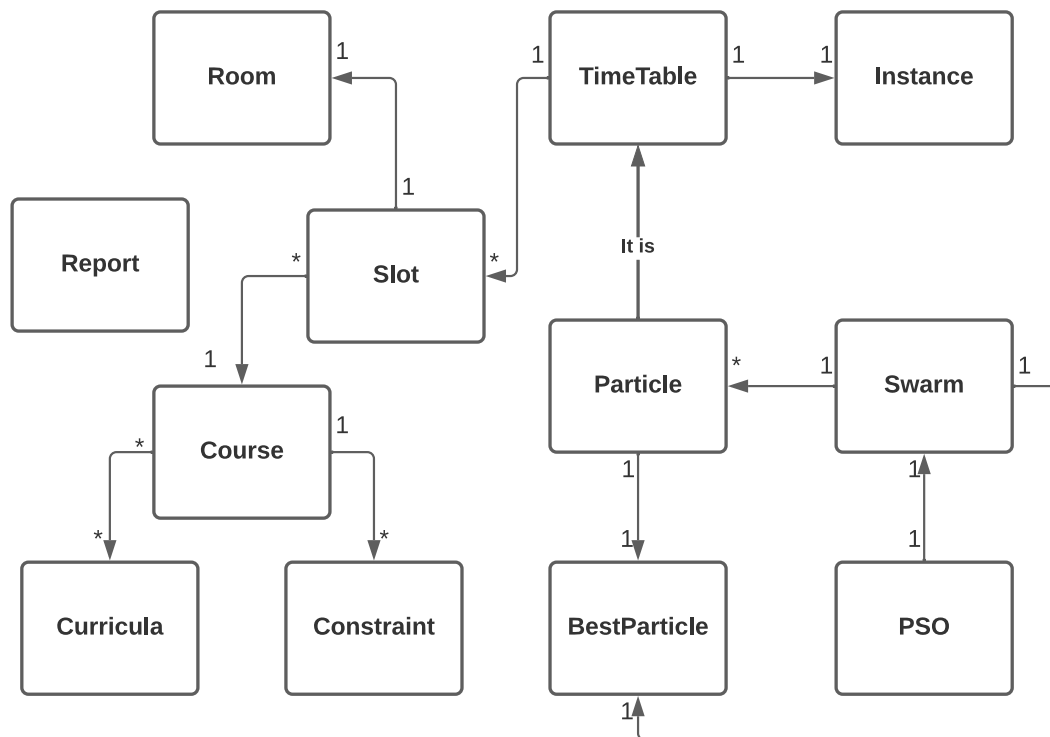 1
1
1
1
Room
TimeTable
Instance
1
Report
It is
*
*
Slot
1
*
1
1
Particle
Swarm
1
*
Course
1
1
*
*
1
1
Curricula
Constraint
BestParticle
PSO
1